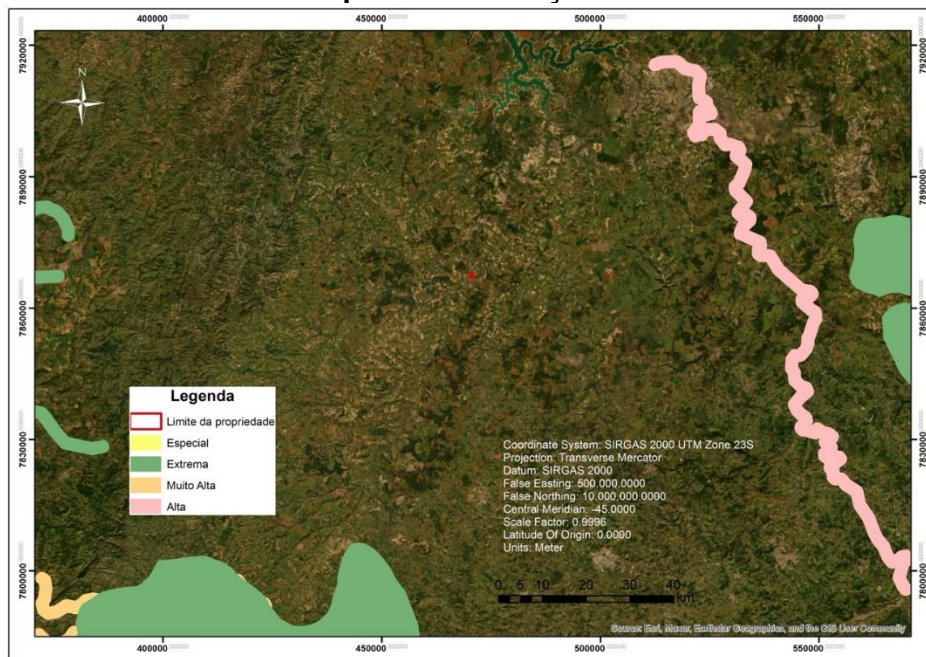 400000 450000 500000 550000
7920000
7890000
7860000
7830000
7800000
7920000
7890000
7860000
7830000
7800000
N
Legenda
Limite da propriedade
Especial
Extrema
Muito Alta
Alta
Coordinate System: SIRGAS 2000 UTM Zone 23S
Projection: Transverse Mercator
Datum: SIRGAS 2000
False Easting: 500.000.0000
False Northing: 10.000,000.0000
Central Meridian: -45.0000
Scale Factor: 0.9996
Latitude Of Origin: 0.0000
Units: Meter
0 5 10 20 30 40
km
Source: Esri, Maxar, Earthstar Geographics, and the GIS User Community
400000 450000 500000 550000